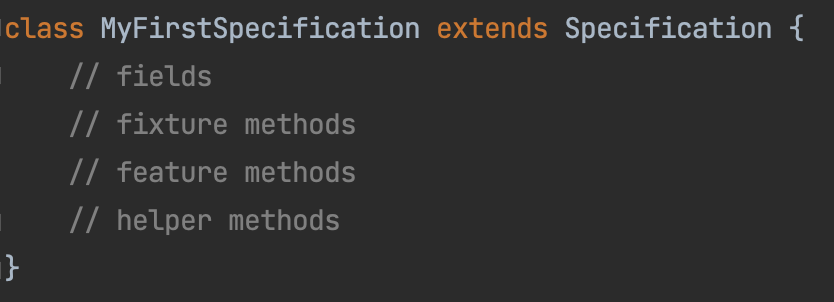 class MyFirstSpecification extends Specification {
    // fields
    // fixture methods
    // feature methods
    // helper methods
}